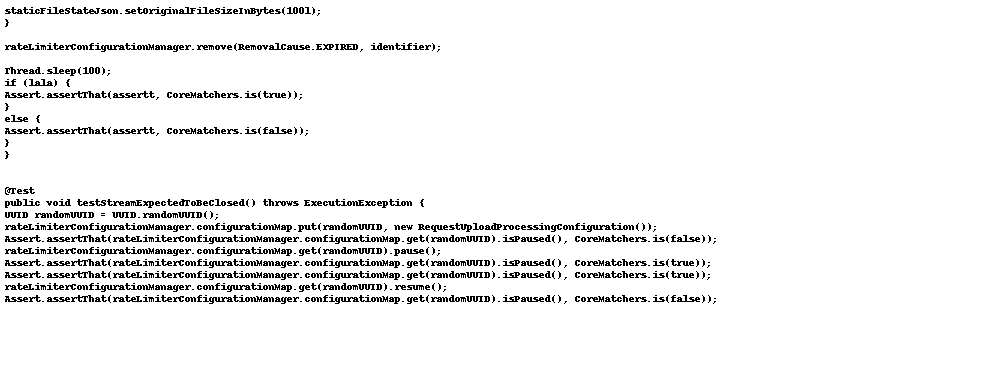 staticFileStateJson.setOriginalFileSizeInBytes(100l);
}
rateLimiterConfigurationManager.remove(RemovalCause.EXPIRED, identifier);
Thread.sleep(100);
if (lala) {
Assert.assertThat(assertt, CoreMatchers.is(true));
}
else {
Assert.assertThat(assertt, CoreMatchers.is(false));
}
}
@Test
public void testStreamExpectedToBeClosed() throws ExecutionException {
UUID randomUUID = UUID.randomUUID();
rateLimiterConfigurationManager.configurationMap.put(randomUUID, new RequestUploadProcessingConfiguration());
Assert.assertThat(rateLimiterConfigurationManager.configurationMap.get(randomUUID).isPaused(), CoreMatchers.is(false));
rateLimiterConfigurationManager.configurationMap.get(randomUUID).pause();
Assert.assertThat(rateLimiterConfigurationManager.configurationMap.get(randomUUID).isPaused(), CoreMatchers.is(true));
Assert.assertThat(rateLimiterConfigurationManager.configurationMap.get(randomUUID).isPaused(), CoreMatchers.is(true));
rateLimiterConfigurationManager.configurationMap.get(randomUUID).resume();
Assert.assertThat(rateLimiterConfigurationManager.configurationMap.get(randomUUID).isPaused(), CoreMatchers.is(false));